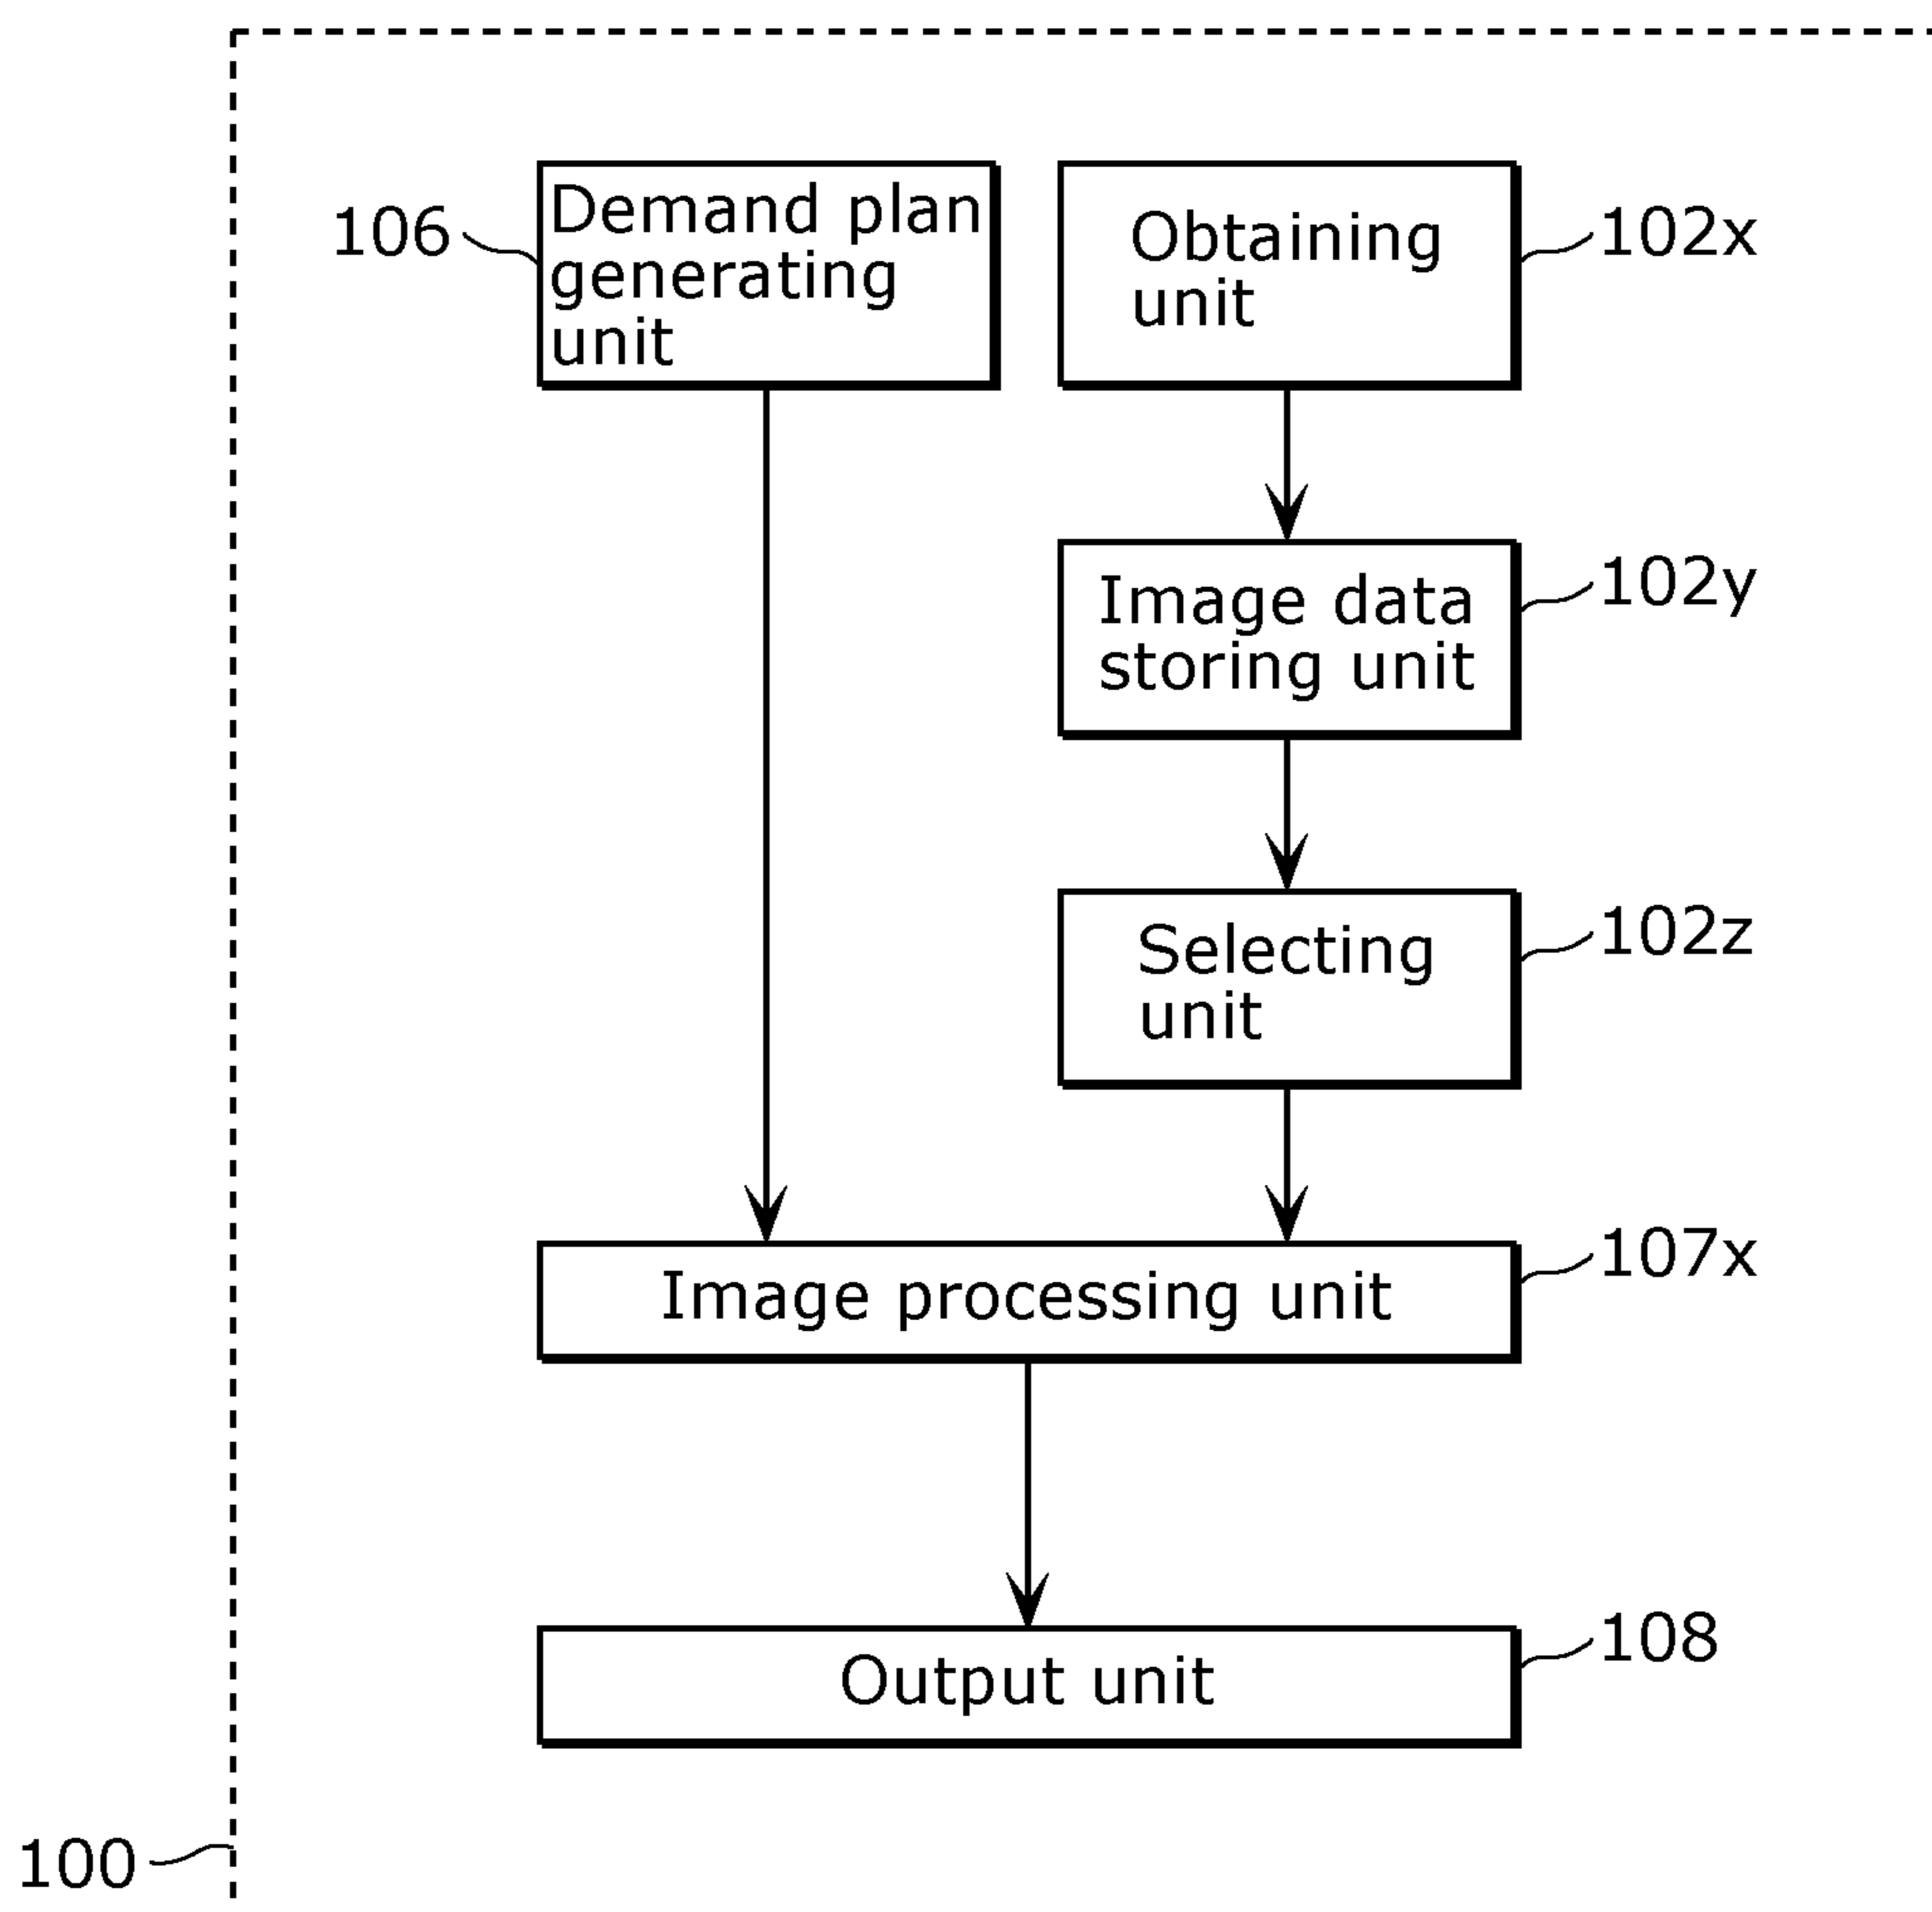 106
Demand plan
generating
unit
Obtaining
unit
102x
Image data
storing unit
102y
Selecting
unit
102z
Image processing unit
107x
Output unit
108
100